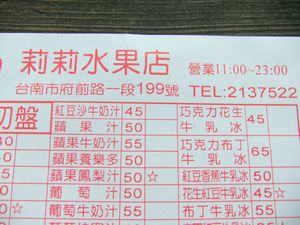 莉莉水果店 營業11:00~23:00
台南市府前路一段199號 TEL:2137522
切盤
紅豆沙牛奶汁 45
巧克力花生牛乳冰 45
蘋果汁 50
蘋果牛奶汁 55
巧克力布丁牛乳冰 65
蘋果養樂多 50
蘋果鳳梨汁 50 ☆
紅豆香蕉牛乳冰 50
葡萄汁 50
花生紅豆牛乳冰 45 ☆
葡萄牛奶汁 55
布丁牛乳冰 55